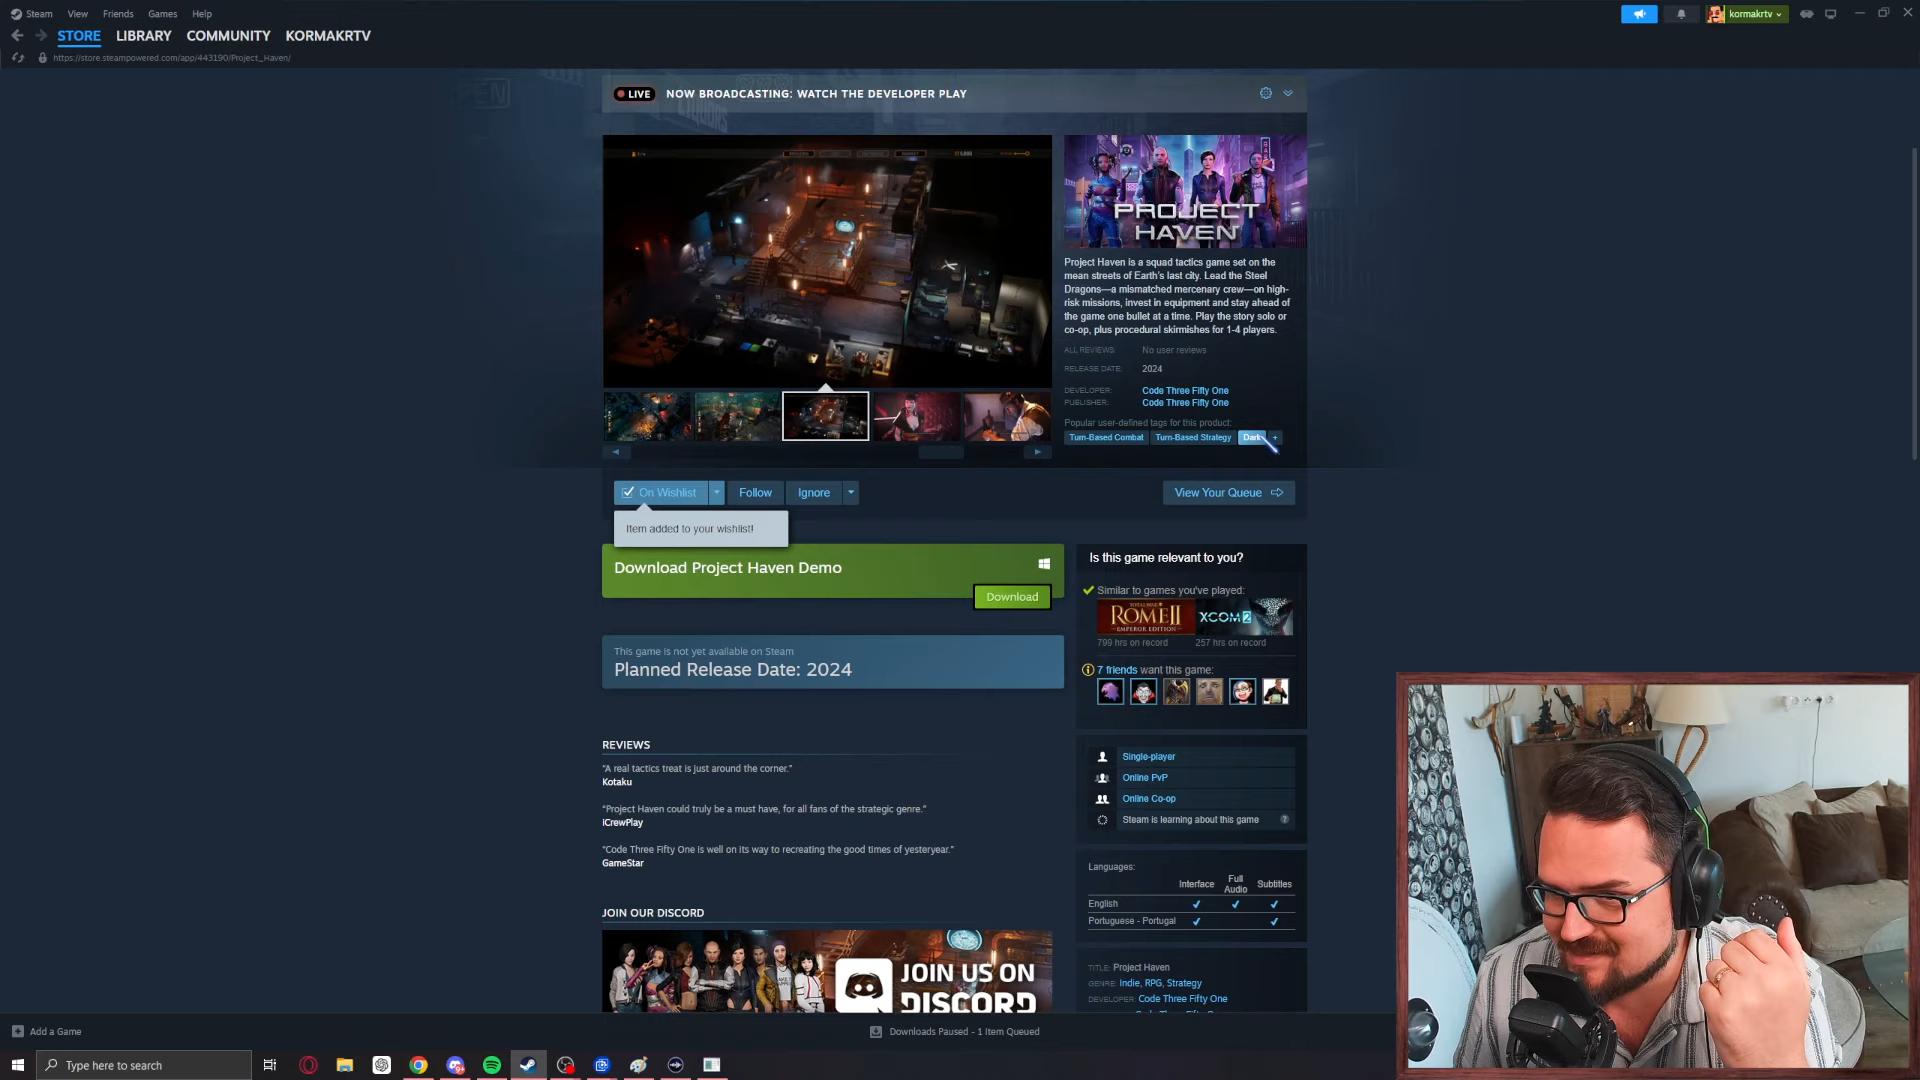 Steam View Friends Games Help
kormakrtv
STORE LIBRARY COMMUNITY KORMAKRTV
https://store.steampowered.com/app/443190/Project_Haven/
LIVE NOW BROADCASTING: WATCH THE DEVELOPER PLAY
PROJECT
HAVEN
Project Haven is a squad tactics game set on the
mean streets of Earth's last city. Lead the Steel
Dragons—a mismatched mercenary crew—on high-
risk missions, invest in equipment and stay ahead of
the game one bullet at a time. Play the story solo or
co-op, plus procedural skirmishes for 1-4 players.
ALL REVIEWS: No user reviews
RELEASE DATE: 2024
DEVELOPER: Code Three Fifty One
PUBLISHER: Code Three Fifty One
Popular user-defined tags for this product:
Turn-Based Combat Turn-Based Strategy Dark +
On Wishlist Follow Ignore View Your Queue
Item added to your wishlist!
Download Project Haven Demo
Download
This game is not yet available on Steam
Planned Release Date: 2024
REVIEWS
"A real tactics treat is just around the corner."
Kotaku
"Project Haven could truly be a must have, for all fans of the strategic genre."
iCrewPlay
"Code Three Fifty One is well on its way to recreating the good times of yesteryear."
GameStar
JOIN OUR DISCORD
JOIN US ON
DISCORD
Is this game relevant to you?
Similar to games you've played:
TOTAL WAR ROME II EMPEROR EDITION XCOM 2
799 hrs on record 257 hrs on record
7 friends want this game:
Single-player
Online PvP
Online Co-op
Steam is learning about this game ?
Languages:
Interface Full Audio Subtitles
English ✔ ✔ ✔
Portuguese - Portugal ✔ ✔
TITLE: Project Haven
GENRE: Indie, RPG, Strategy
DEVELOPER: Code Three Fifty One
Code Three Fifty One
Add a Game Downloads Paused - 1 Item Queued
Type here to search